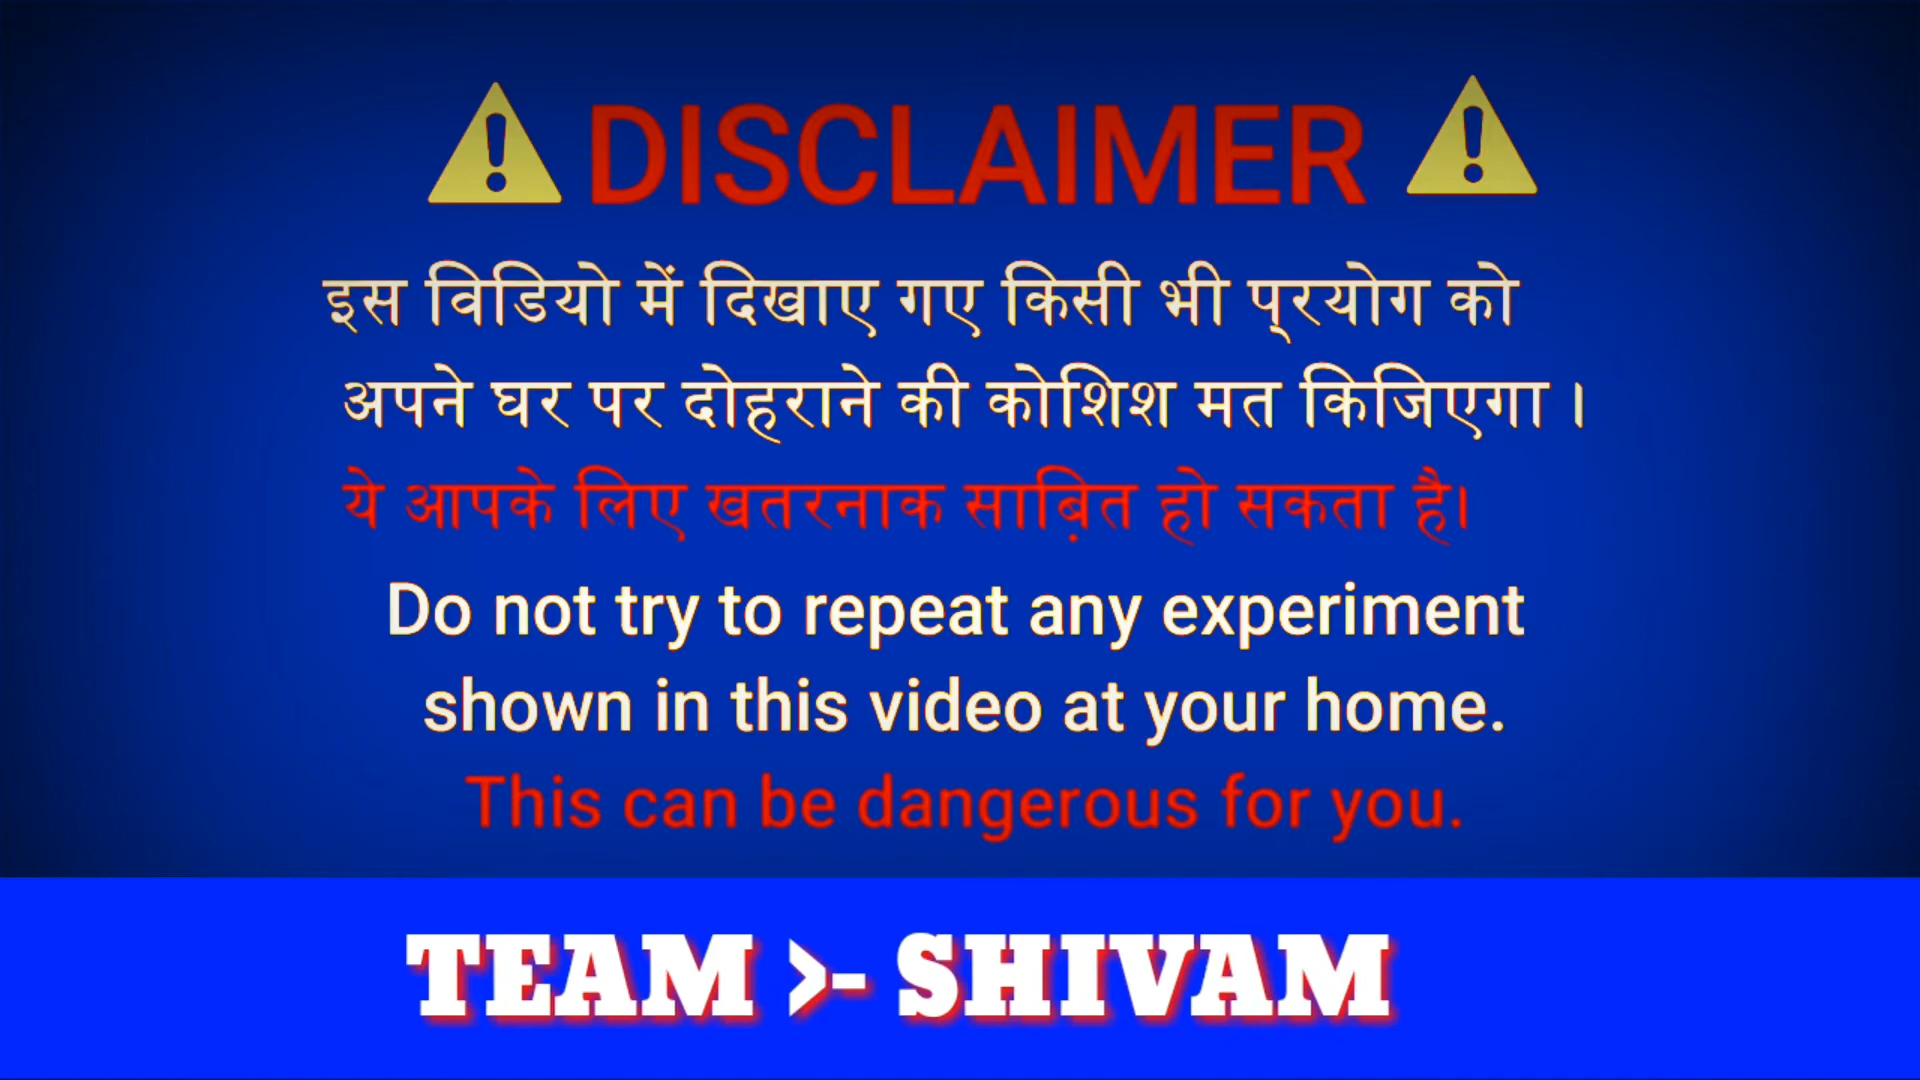 DISCLAIMER
इस विडियो में दिखाए गए किसी भी प्‌रयोग को
अपने घर पर दोहराने की कोशिश मत किजिएगा ।
ये आपके लिए खतरनाक साब़ित हो सकता है।
Do not try to repeat any experiment
shown in this video at your home.
This can be dangerous for you.
TEAM >- SHIVAM